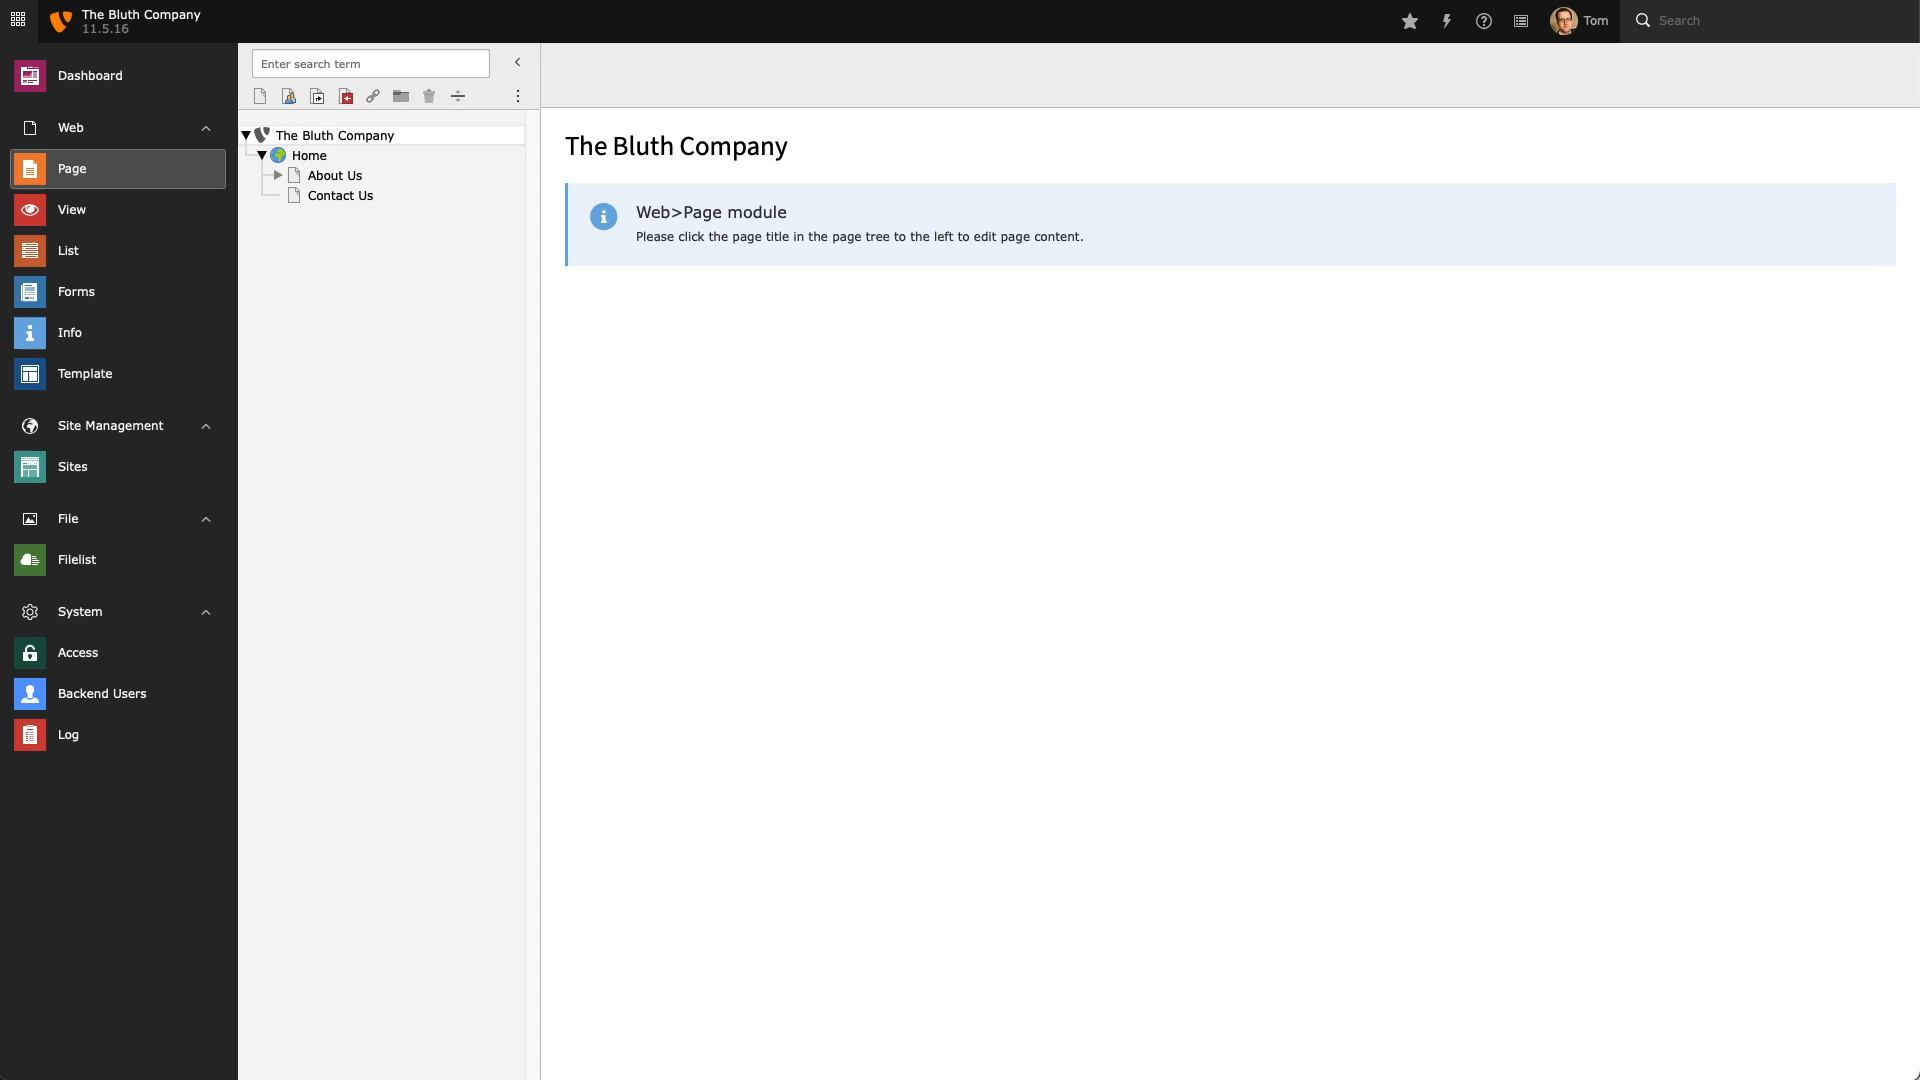 The Bluth Company
11.5.16
Tom
Search
Dashboard
Web
Page
View
List
Forms
Info
Template
Site Management
Sites
File
Filelist
System
Access
Backend Users
Log
Enter search term
The Bluth Company
Home
About Us
Contact Us
The Bluth Company
Web>Page module
Please click the page title in the page tree to the left to edit page content.